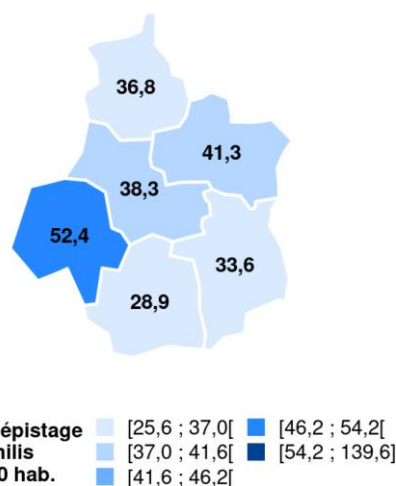 36,8
41,3
38,3
52,4
33,6
28,9
épistage [25,6 ; 37,0[ [46,2 ; 54,2[
hilis [37,0 ; 41,6[ [54,2 ; 139,6]
0 hab. [41,6 ; 46,2[